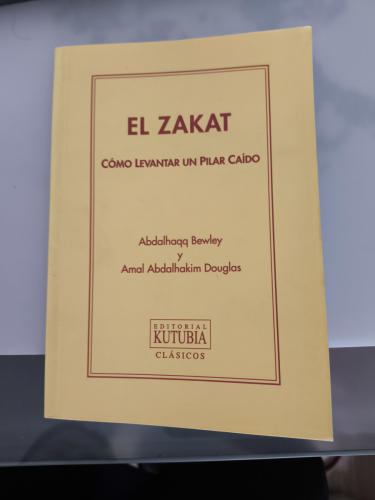 EL ZAKAT
CÓMO LEVANTAR UN PILAR CAÍDO
Abdalhaqq Bewley
y
Amal Abdalhakim Douglas
EDITORIAL
KUTUBIA
CLÁSICOS